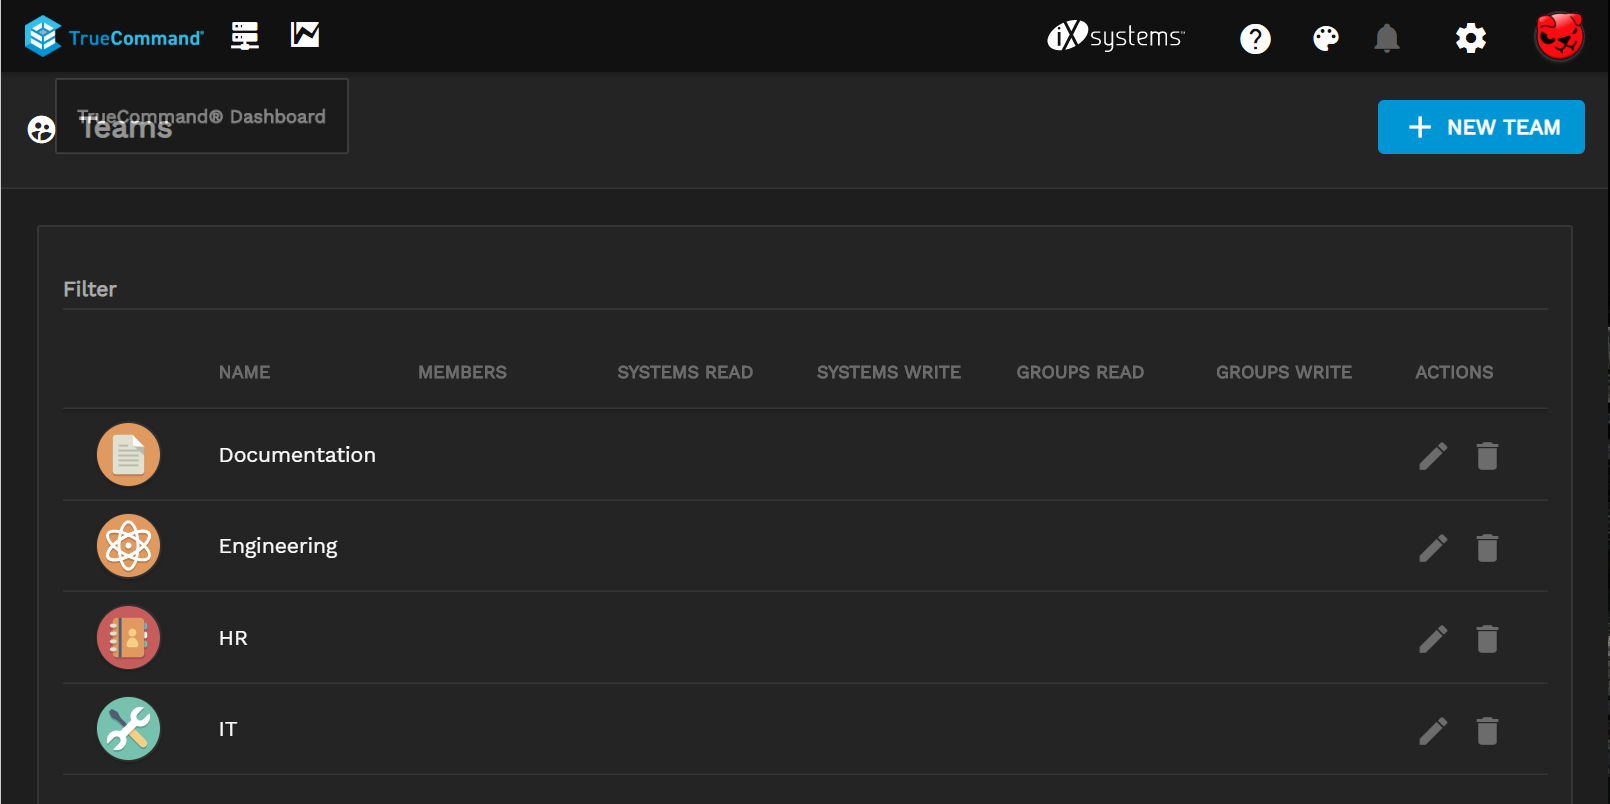 TrueCommand®
iXsystems™
TrueCommand® Dashboard
Teams
+ NEW TEAM
Filter
NAME MEMBERS SYSTEMS READ SYSTEMS WRITE GROUPS READ GROUPS WRITE ACTIONS
Documentation
Engineering
HR
IT